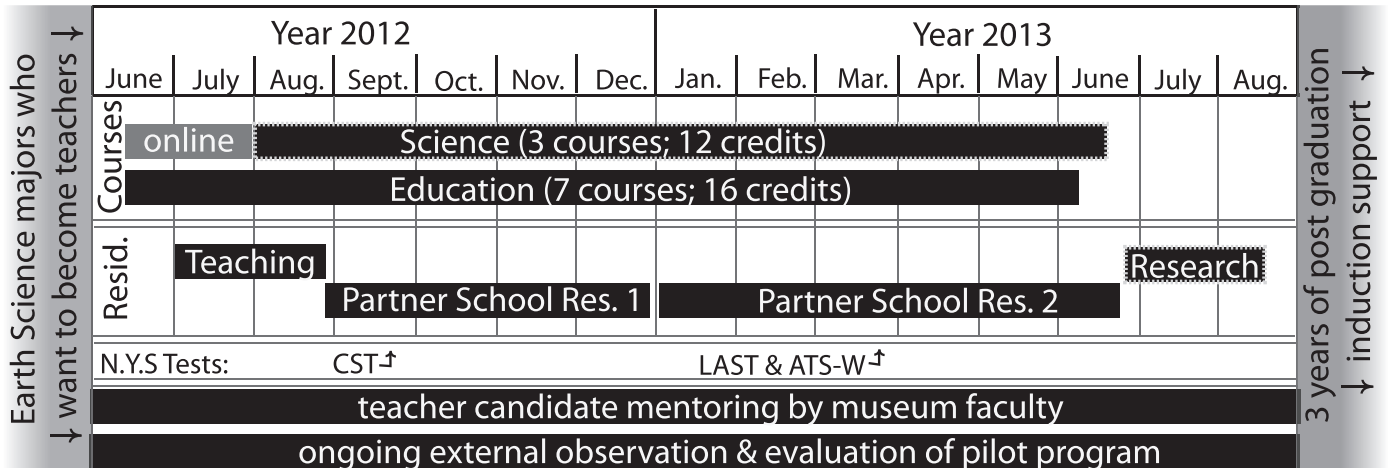 Earth Science majors who
want to become teachers
Year 2012
Year 2013
June
July
Aug.
Sept.
Oct.
Nov.
Dec.
Jan.
Feb.
Mar.
Apr.
May
June
July
Aug.
Courses
online
Science (3 courses; 12 credits)
Education (7 courses; 16 credits)
Resid.
Teaching
Research
Partner School Res. 1
Partner School Res. 2
N.Y.S Tests:
CST
LAST & ATS-W
teacher candidate mentoring by museum faculty
ongoing external observation & evaluation of pilot program
3 years of post graduation
induction support